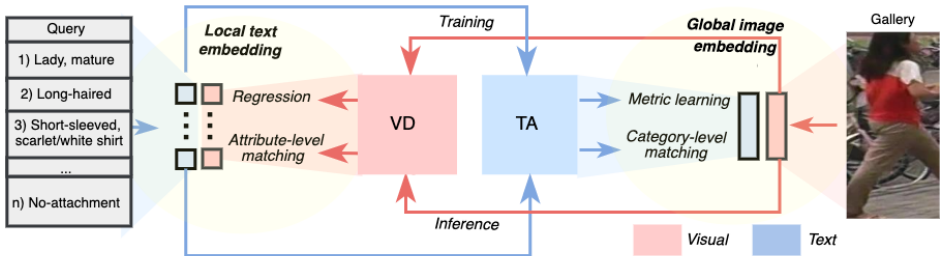 Query
1) Lady, mature
2) Long-haired
3) Short-sleeved,
scarlet/white shirt
...
n) No-attachment
Local text
embedding
Regression
Attribute-level
matching
VD
Training
Inference
TA
Metric learning
Category-level
matching
Global image
embedding
Gallery
Visual
Text